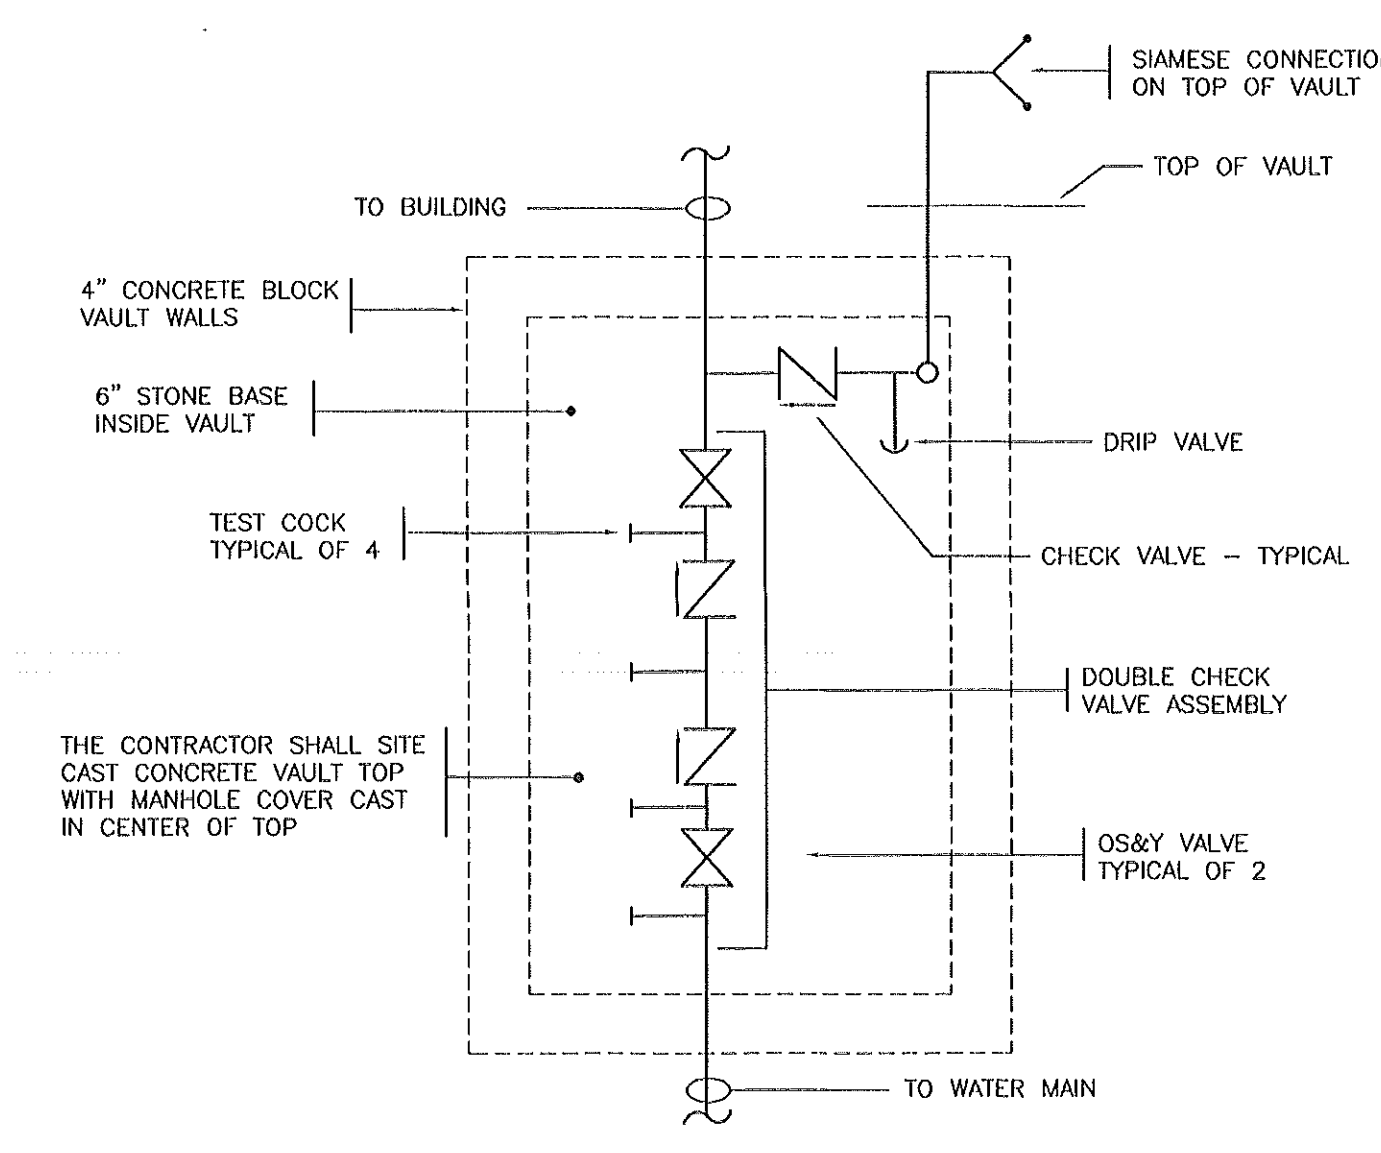 SIAMESE CONNECTIO
ON TOP OF VAULT
TOP OF VAULT
TO BUILDING
4" CONCRETE BLOCK
VAULT WALLS
6" STONE BASE
INSIDE VAULT
DRIP VALVE
TEST COCK
TYPICAL OF 4
CHECK VALVE - TYPICAL
DOUBLE CHECK
VALVE ASSEMBLY
THE CONTRACTOR SHALL SITE
CAST CONCRETE VAULT TOP
WITH MANHOLE COVER CAST
IN CENTER OF TOP
OS&Y VALVE
TYPICAL OF 2
TO WATER MAIN